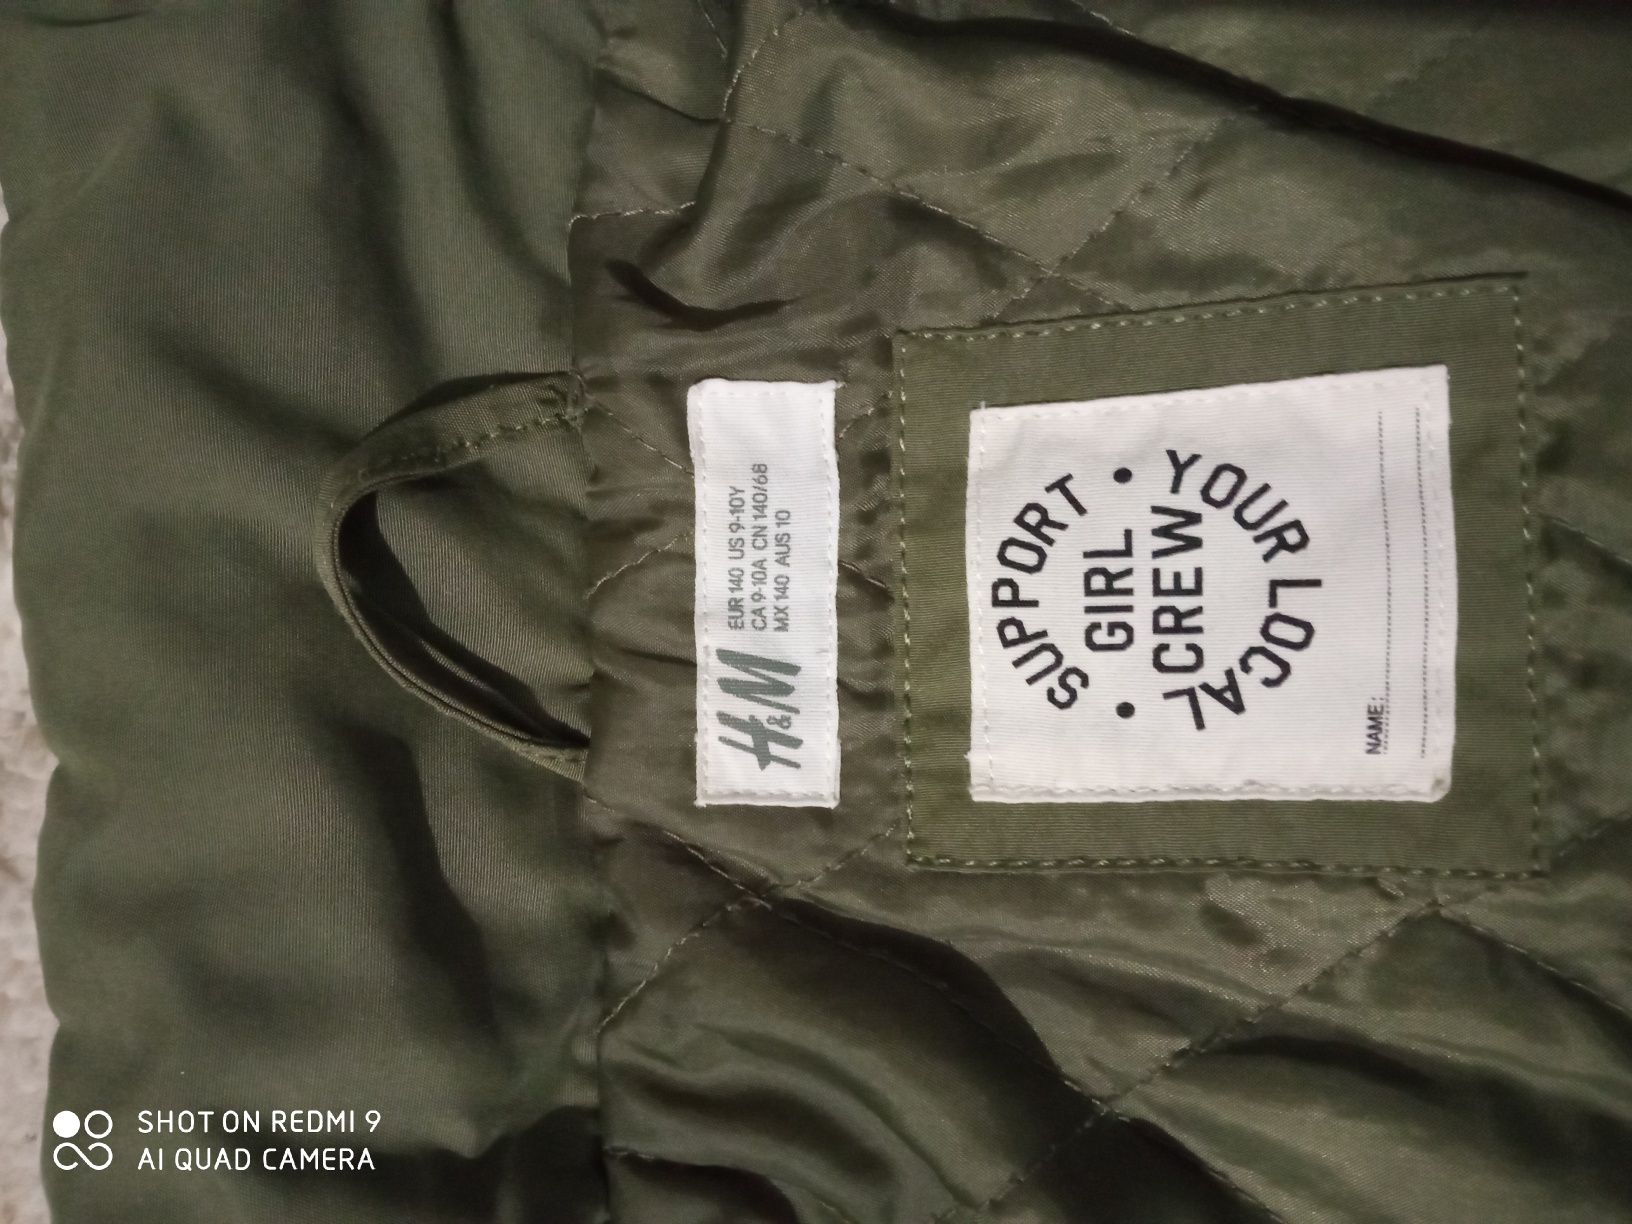 H&M
EUR 140 US 9-10Y
CA 9-10A CN 140/68
MX 140 AUS 10
SUPPORT
• GIRL •
CREW
YOUR LOCAL
NAME:
SHOT ON REDMI 9
AI QUAD CAMERA